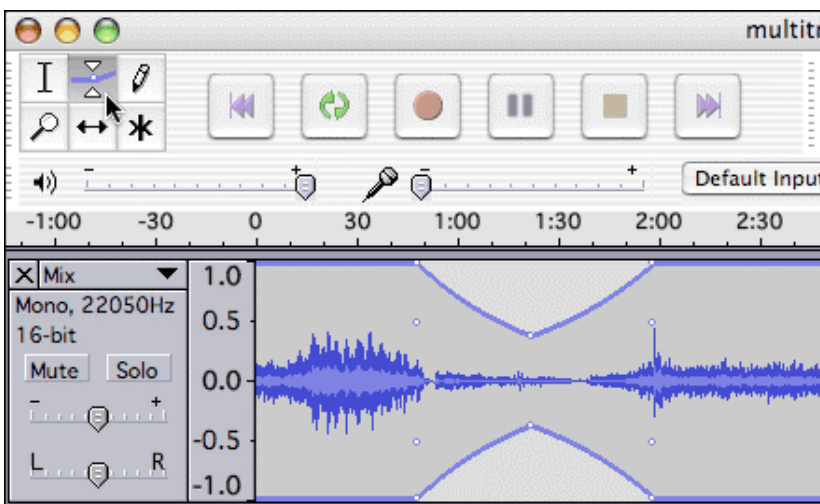 multitr
- + - + Default Input
-1:00 -30 0 30 1:00 1:30 2:00 2:30
X Mix 1.0
Mono, 22050Hz
16-bit 0.5
Mute Solo 0.0
- +
-0.5
L R
-1.0